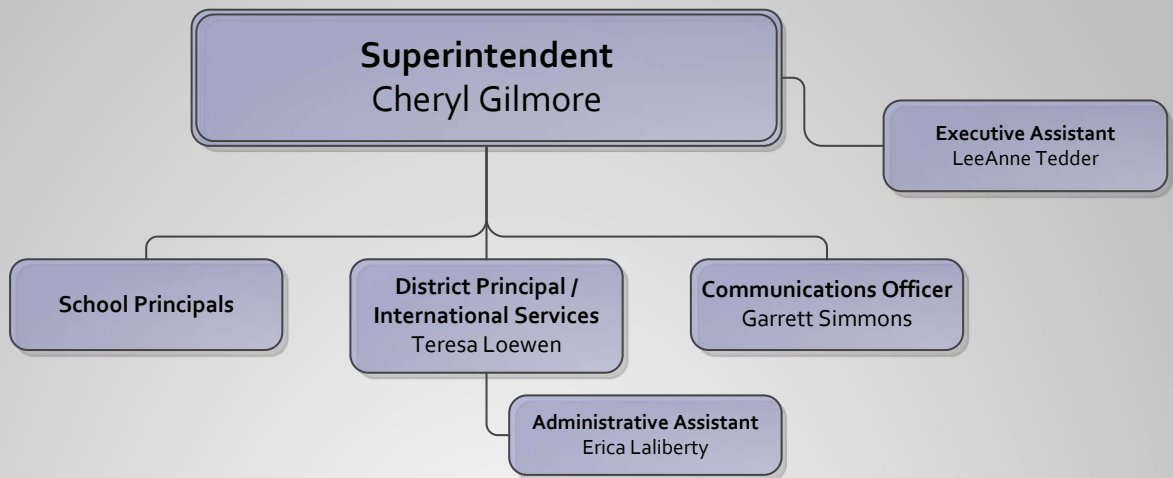 Superintendent
Cheryl Gilmore
Executive Assistant
LeeAnne Tedder
School Principals
District Principal /
International Services
Teresa Loewen
Communications Officer
Garrett Simmons
Administrative Assistant
Erica Laliberty